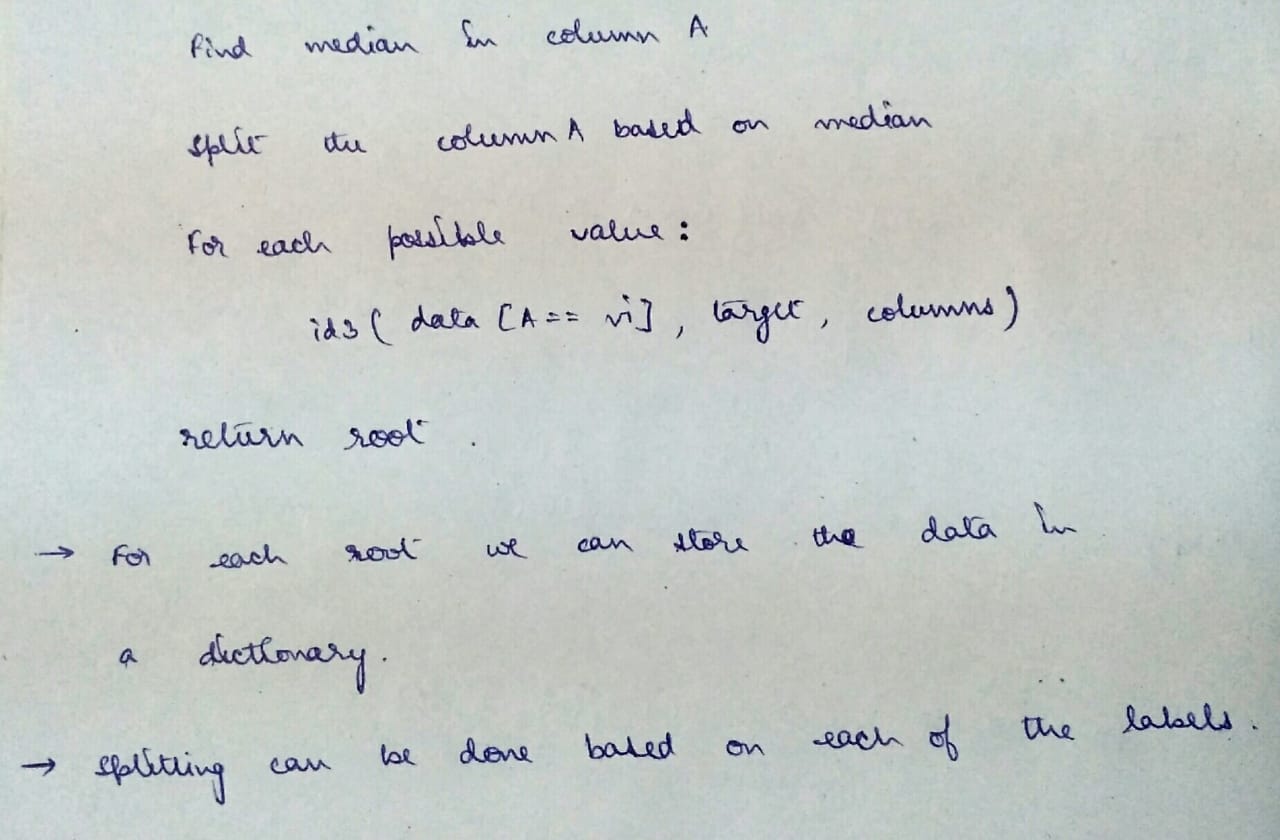 Find median in column A
split the column A based on median
For each possible value :
id3 ( data [A == vi] , target , columns )
return root .
→ For each root we can store the data in
a dictionary.
→ splitting can be done based on each of the labels .